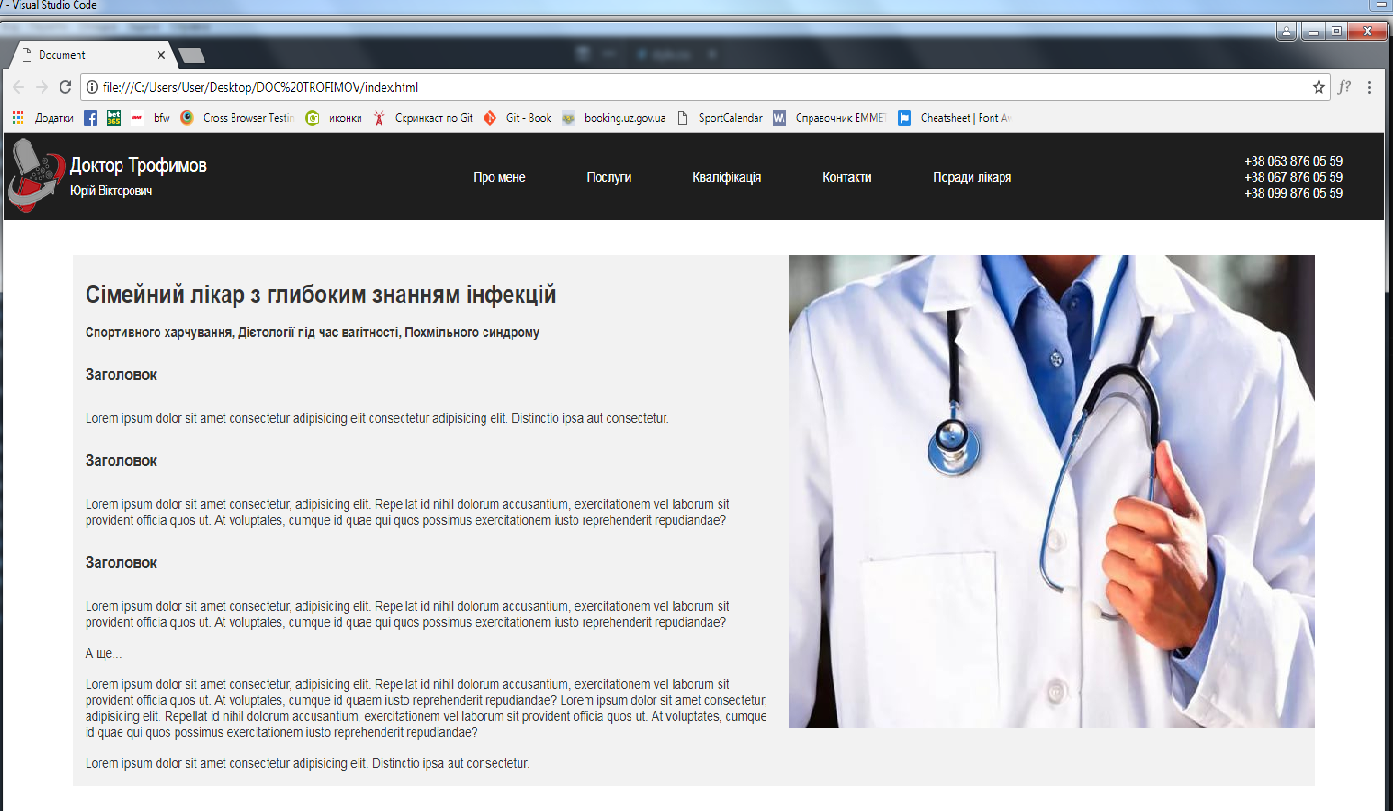 / - Visual Studio Code
Document
file:///C:/Users/User/Desktop/DOC%20TROFIMOV/index.html
Додатки bet365 bfw Cross Browser Testin иконки Скринкаст по Git Git - Book booking.uz.gov.ua SportCalendar Справочник EMMET Cheatsheet | Font Aw
Доктор Трофимов
Юрій Вікторович
Про мене Послуги Кваліфікація Контакти Поради лікаря
+38 063 876 05 59
+38 067 876 05 59
+38 099 876 05 59
Сімейний лікар з глибоким знанням інфекцій
Спортивного харчування, Дієтології під час вагітності, Похмільного синдрому
Заголовок
Lorem ipsum dolor sit amet consectetur adipisicing elit consectetur adipisicing elit. Distinctio ipsa aut consectetur.
Заголовок
Lorem ipsum dolor sit amet consectetur, adipisicing elit. Repellat id nihil dolorum accusantium, exercitationem vel laborum sit
provident officia quos ut. At voluptates, cumque id quae qui quos possimus exercitationem iusto reprehenderit repudiandae?
Заголовок
Lorem ipsum dolor sit amet consectetur, adipisicing elit. Repellat id nihil dolorum accusantium, exercitationem vel laborum sit
provident officia quos ut. At voluptates, cumque id quae qui quos possimus exercitationem iusto reprehenderit repudiandae?
А ще...
Lorem ipsum dolor sit amet consectetur, adipisicing elit. Repellat id nihil dolorum accusantium, exercitationem vel laborum sit
provident officia quos ut. At voluptates, cumque id quaem iusto reprehenderit repudiandae? Lorem ipsum dolor sit amet consectetur,
adipisicing elit. Repellat id nihil dolorum accusantium, exercitationem vel laborum sit provident officia quos ut. At voluptates, cumque
id quae qui quos possimus exercitationem iusto reprehenderit repudiandae?
Lorem ipsum dolor sit amet consectetur adipisicing elit. Distinctio ipsa aut consectetur.